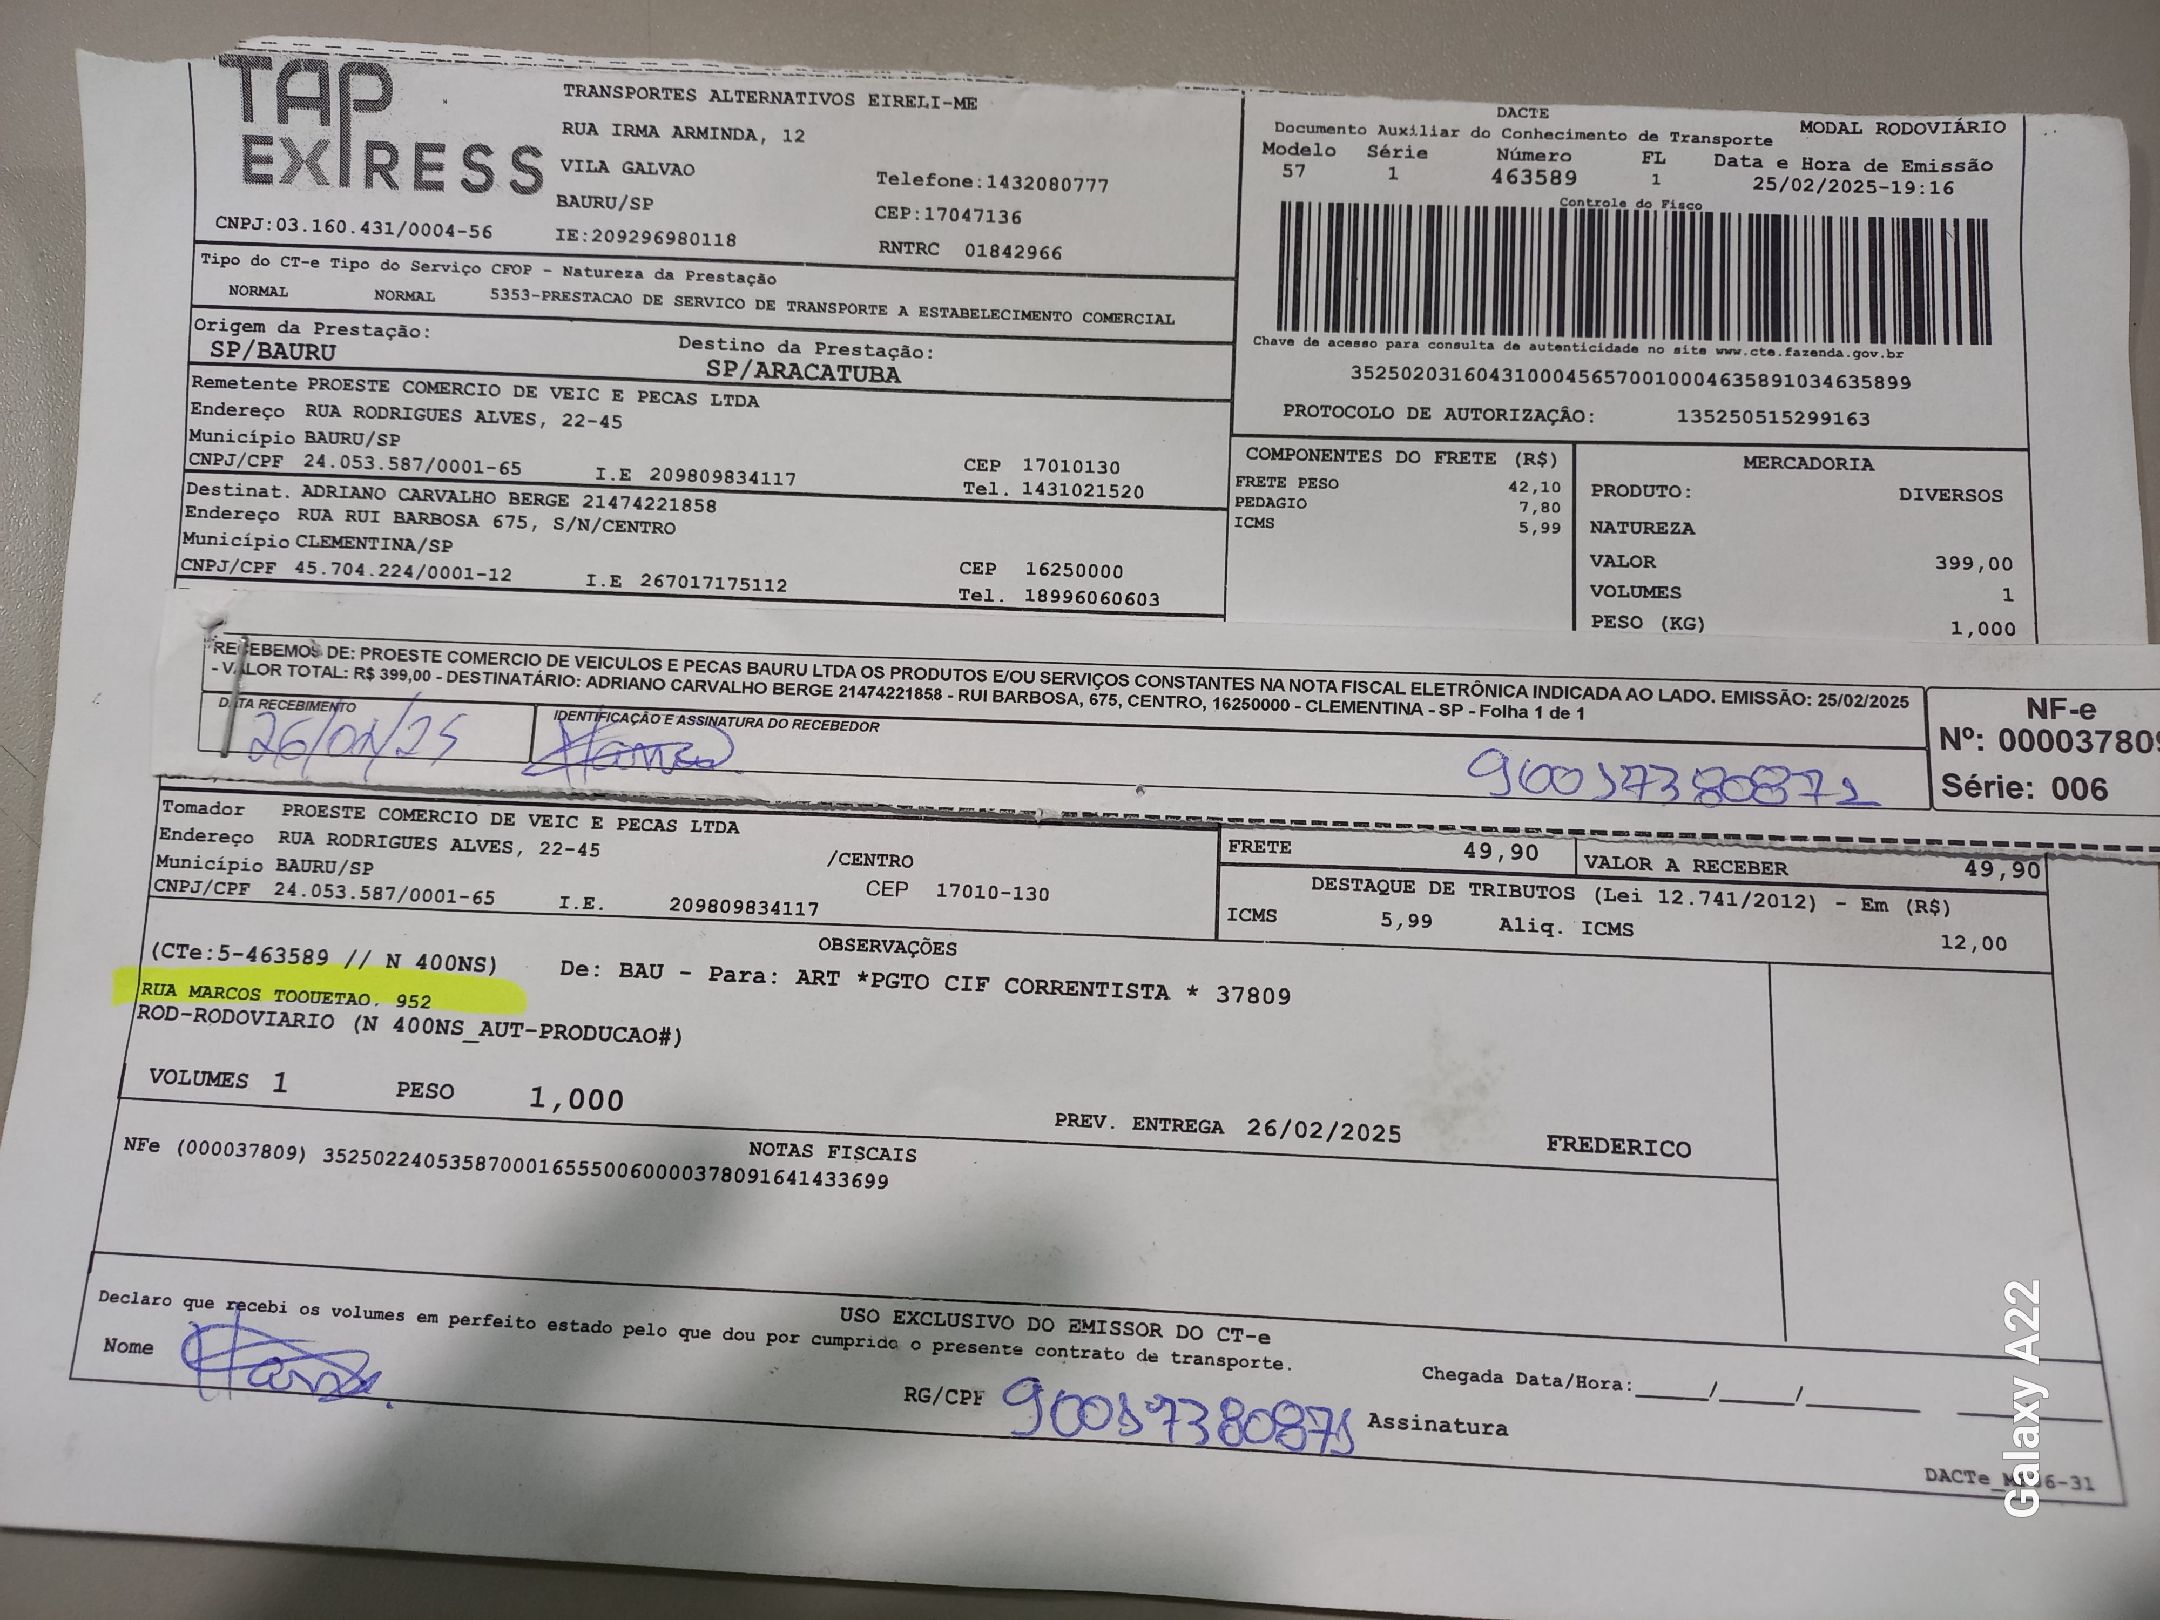 TAP EXPRESS
TRANSPORTES ALTERNATIVOS EIRELI-ME
RUA IRMA ARMINDA, 12
VILA GALVAO
Telefone:1432080777
BAURU/SP
CEP:17047136
CNPJ:03.160.431/0004-56
IE:209296980118
RNTRC 01842966
DACTE
Documento Auxiliar do Conhecimento de Transporte
MODAL RODOVIÁRIO
Modelo Série Número FL Data e Hora de Emissão
57 1 463589 1 25/02/2025-19:16
Controle do Fisco
Chave de acesso para consulta de autenticidade no site www.cte.fazenda.gov.br
35250203160431000456570010004635891034635899
PROTOCOLO DE AUTORIZAÇÃO: 135250515299163
Tipo do CT-e Tipo do Serviço CFOP - Natureza da Prestação
NORMAL NORMAL 5353-PRESTACAO DE SERVICO DE TRANSPORTE A ESTABELECIMENTO COMERCIAL
Origem da Prestação: Destino da Prestação:
SP/BAURU SP/ARACATUBA
Remetente PROESTE COMERCIO DE VEIC E PECAS LTDA
Endereço RUA RODRIGUES ALVES, 22-45
Município BAURU/SP CEP 17010130
CNPJ/CPF 24.053.587/0001-65 I.E 209809834117 Tel. 1431021520
Destinat. ADRIANO CARVALHO BERGE 21474221858
Endereço RUA RUI BARBOSA 675, S/N/CENTRO
Município CLEMENTINA/SP CEP 16250000
CNPJ/CPF 45.704.224/0001-12 I.E 267017175112 Tel. 18996060603
COMPONENTES DO FRETE (R$)
FRETE PESO 42,10
PEDAGIO 7,80
ICMS 5,99
MERCADORIA
PRODUTO: DIVERSOS
NATUREZA
VALOR 399,00
VOLUMES 1
PESO (KG) 1,000
RECEBEMOS DE: PROESTE COMERCIO DE VEICULOS E PECAS BAURU LTDA OS PRODUTOS E/OU SERVIÇOS CONSTANTES NA NOTA FISCAL ELETRÔNICA INDICADA AO LADO. EMISSÃO: 25/02/2025
- VALOR TOTAL: R$ 399,00 - DESTINATÁRIO: ADRIANO CARVALHO BERGE 21474221858 - RUI BARBOSA, 675, CENTRO, 16250000 - CLEMENTINA - SP - Folha 1 de 1
DATA RECEBIMENTO
IDENTIFICAÇÃO E ASSINATURA DO RECEBEDOR
NF-e
Nº: 000037809
Série: 006
Tomador PROESTE COMERCIO DE VEIC E PECAS LTDA
Endereço RUA RODRIGUES ALVES, 22-45 /CENTRO
Município BAURU/SP CEP 17010-130
CNPJ/CPF 24.053.587/0001-65 I.E. 209809834117
FRETE 49,90 VALOR A RECEBER 49,90
DESTAQUE DE TRIBUTOS (Lei 12.741/2012) - Em (R$)
ICMS 5,99 Aliq. ICMS 12,00
OBSERVAÇÕES
(CTe:5-463589 // N 400NS) De: BAU - Para: ART *PGTO CIF CORRENTISTA * 37809
RUA MARCOS TOQUETAO, 952
ROD-RODOVIARIO (N 400NS_AUT-PRODUCAO#)
VOLUMES 1 PESO 1,000
PREV. ENTREGA 26/02/2025 FREDERICO
NOTAS FISCAIS
NFe (000037809) 35250224053587000165550060000378091641433699
USO EXCLUSIVO DO EMISSOR DO CT-e
Declaro que recebi os volumes em perfeito estado pelo que dou por cumprido o presente contrato de transporte.
Nome
RG/CPF
Assinatura
Chegada Data/Hora:____/____/____
Galaxy A22